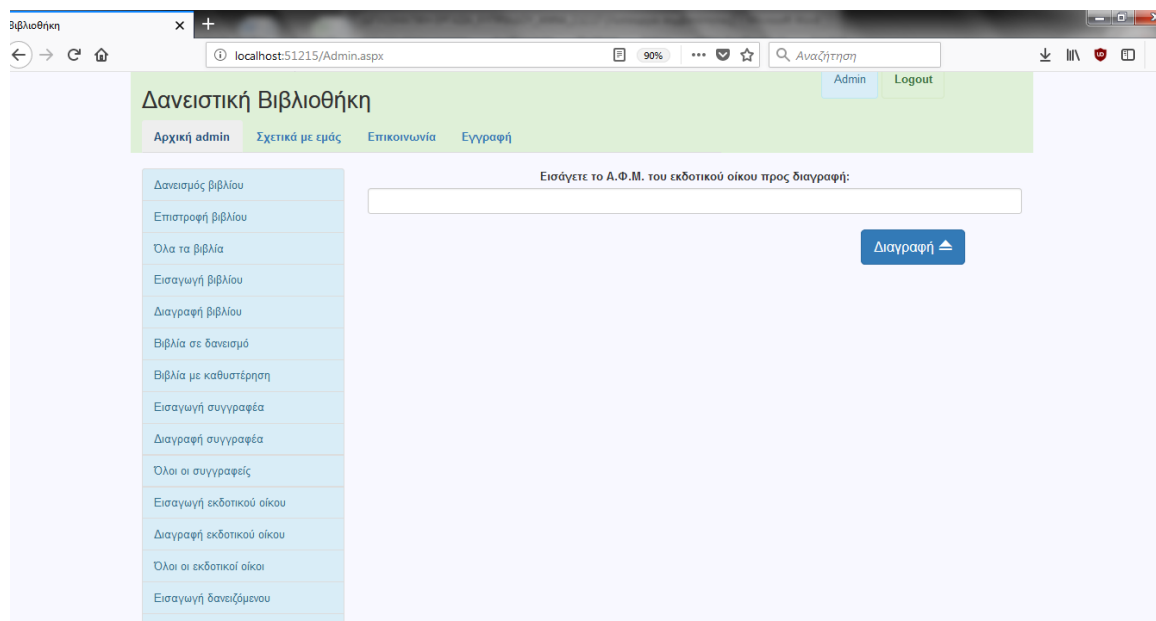 Βιβλιοθήκη
localhost:51215/Admin.aspx
90%
Αναζήτηση
Admin
Logout
Δανειστική Βιβλιοθήκη
Αρχική admin
Σχετικά με εμάς
Επικοινωνία
Εγγραφή
Δανεισμός βιβλίου
Επιστροφή βιβλίου
Όλα τα βιβλία
Εισαγωγή βιβλίου
Διαγραφή βιβλίου
Βιβλία σε δανεισμό
Βιβλία με καθυστέρηση
Εισαγωγή συγγραφέα
Διαγραφή συγγραφέα
Όλοι οι συγγραφείς
Εισαγωγή εκδοτικού οίκου
Διαγραφή εκδοτικού οίκου
Όλοι οι εκδοτικοί οίκοι
Εισαγωγή δανειζόμενου
Εισάγετε το Α.Φ.Μ. του εκδοτικού οίκου προς διαγραφή:
Διαγραφή